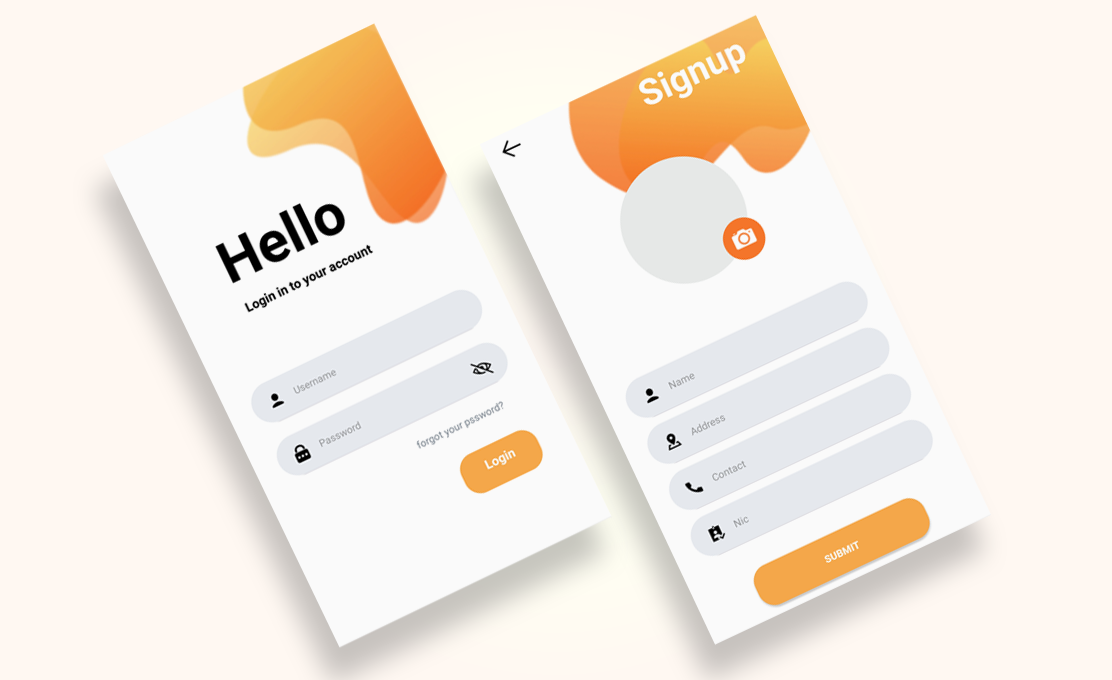 Hello
Login in to your account
Username
Password
forgot your pssword?
Login
Signup
Name
Address
Contact
Nic
SUBMIT